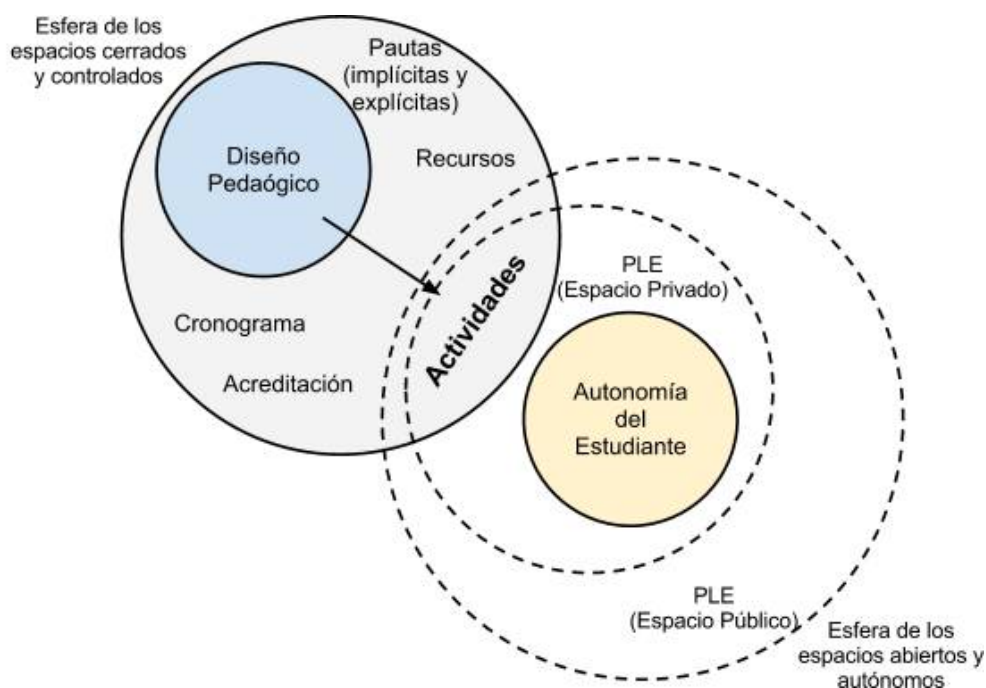 Esfera de los
espacios cerrados
y controlados
Pautas
(implícitas y
explícitas)
Diseño
Pedaógico
Recursos
Actividades
Cronograma
Acreditación
PLE
(Espacio Privado)
Autonomía
del
Estudiante
PLE
(Espacio Público)
Esfera de los
espacios abiertos y
autónomos